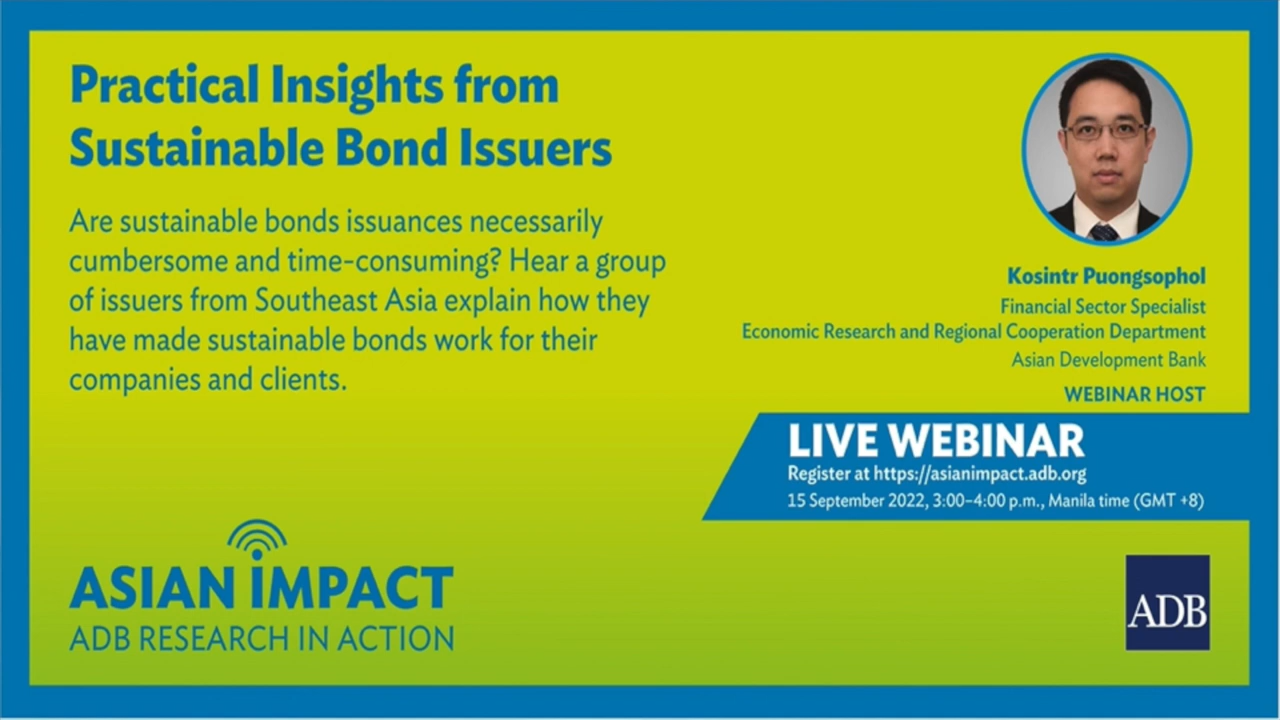 Practical Insights from
Sustainable Bond Issuers
Are sustainable bonds issuances necessarily
cumbersome and time-consuming? Hear a group
of issuers from Southeast Asia explain how they
have made sustainable bonds work for their
companies and clients.
Kosintr Puongsophol
Financial Sector Specialist
Economic Research and Regional Cooperation Department
Asian Development Bank
WEBINAR HOST
LIVE WEBINAR
Register at https://asianimpact.adb.org
15 September 2022, 3:00–4:00 p.m., Manila time (GMT +8)
ASIAN iMPACT
ADB RESEARCH IN ACTION
ADB